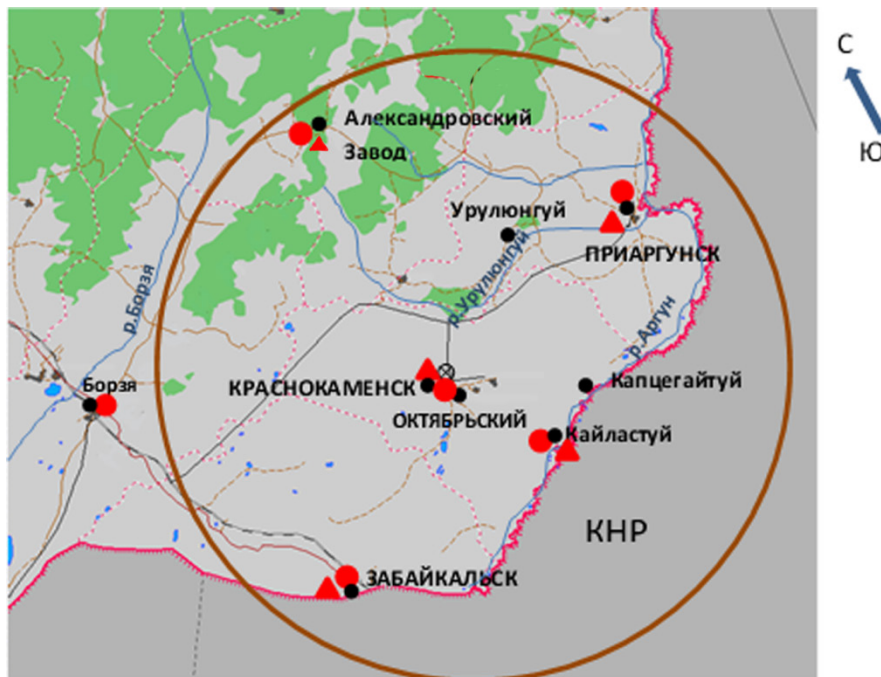 С
Ю
Александровский
Завод
Урулюнгуй
ПРИАРГУНСК
р.Борзя
р.Урулюнгуй
р.Аргун
Борзя
КРАСНОКАМЕНСК
Капцегайтуй
ОКТЯБРЬСКИЙ
Кайластуй
КНР
ЗАБАЙКАЛЬСК